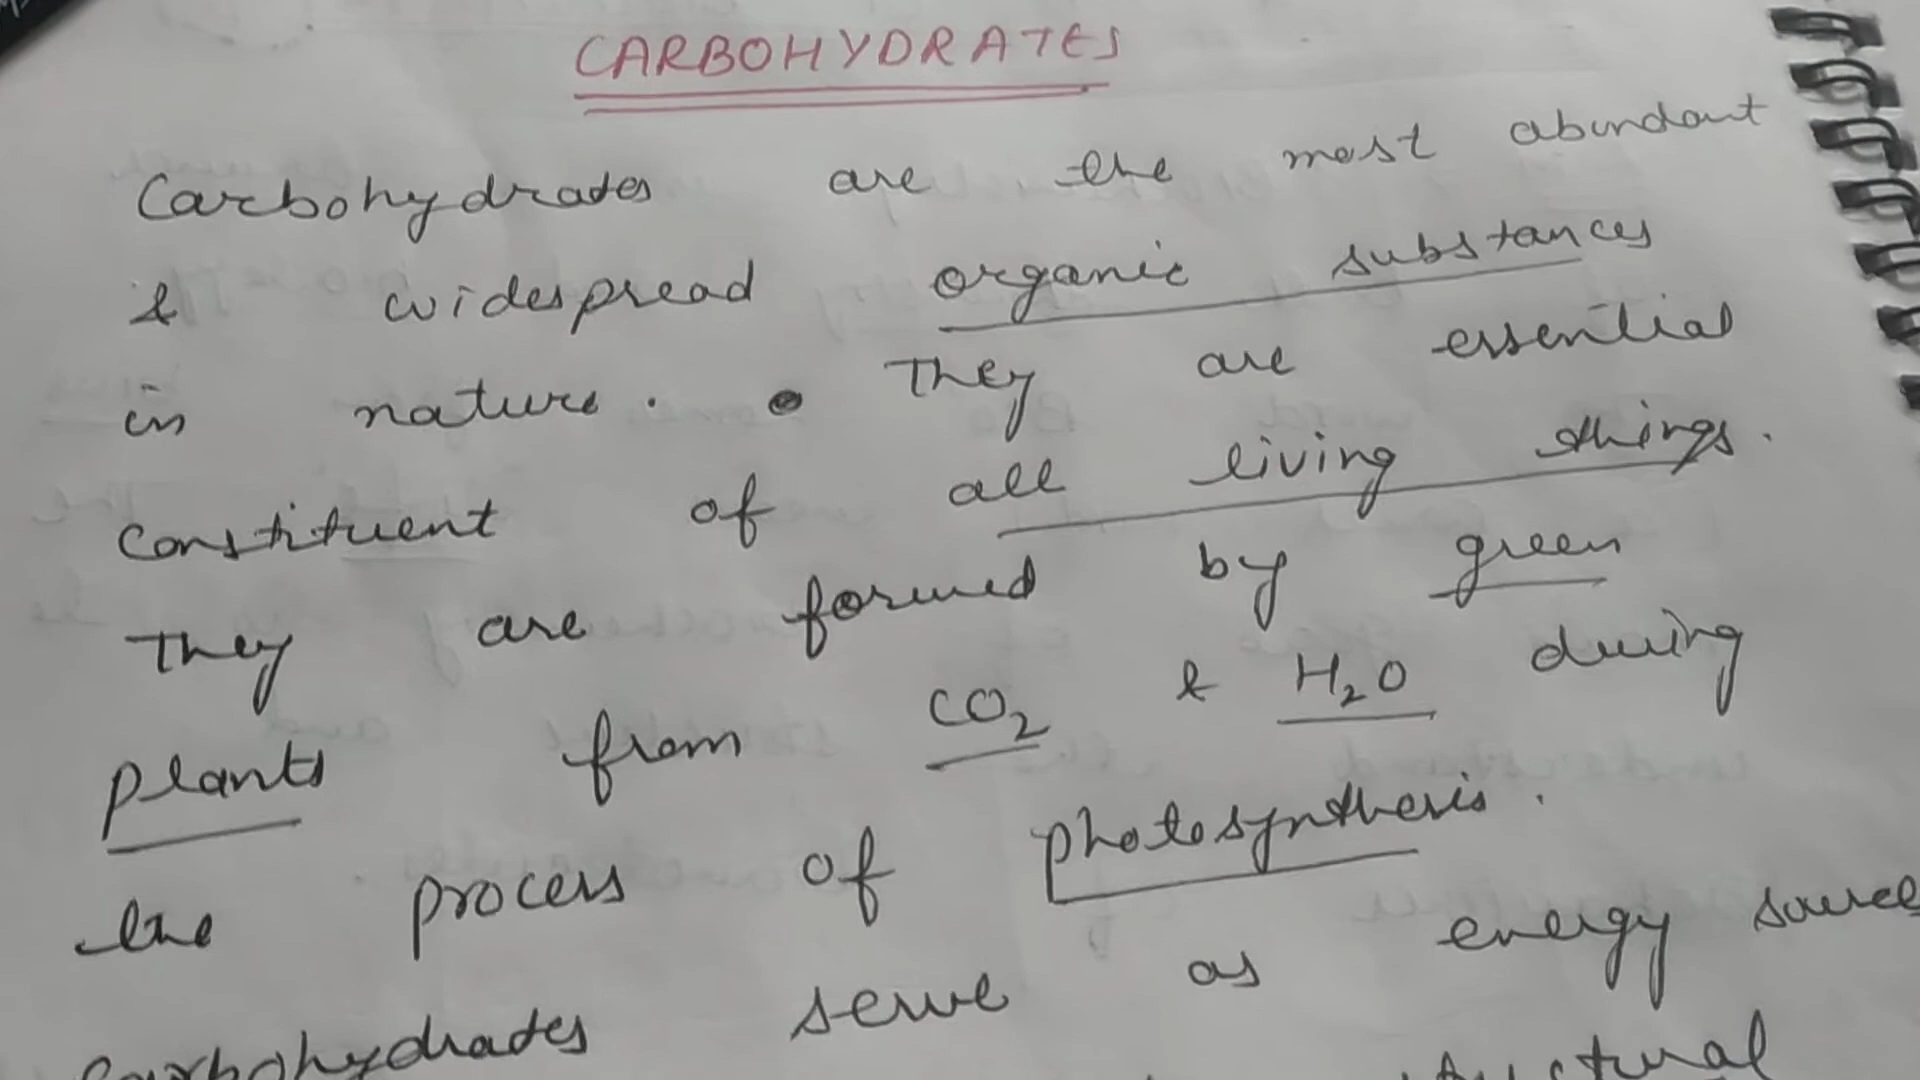 CARBOHYDRATES
Carbohydrates are the most abundant
& widespread organic substances
in nature. They are essential
constituent of all living things.
They are formed by green
plants from CO₂ & H₂O during
the process of photosynthesis.
Carbohydrates serve as energy source
structural